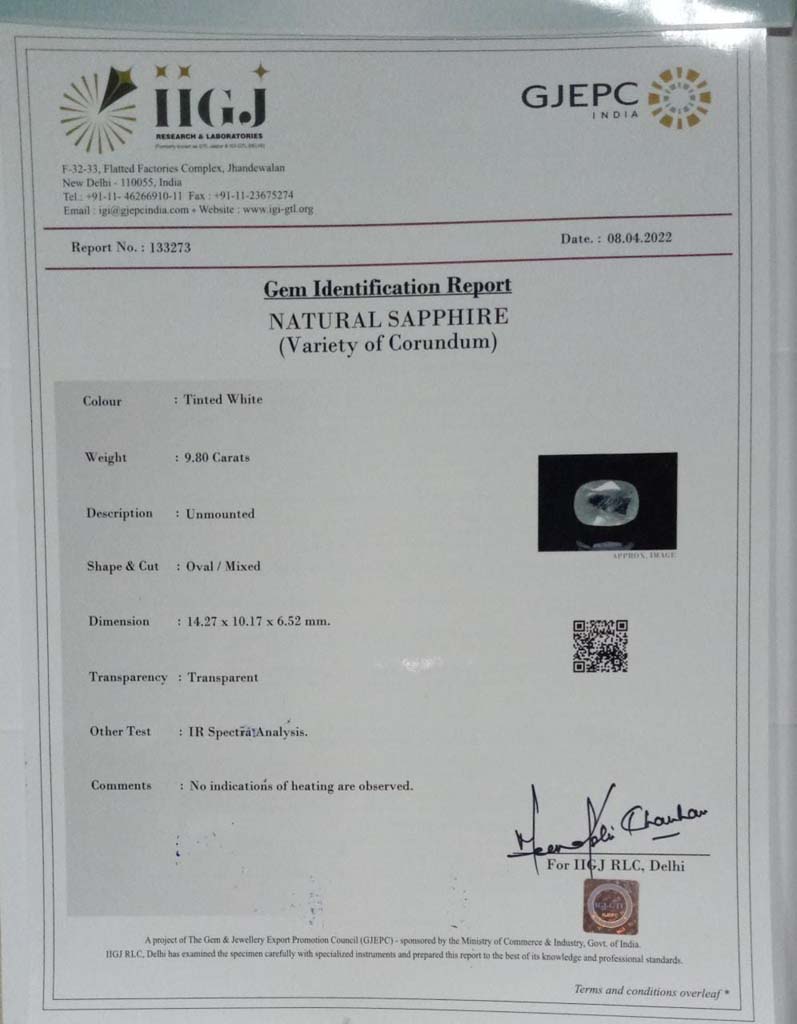 IIGJ
RESEARCH & LABORATORIES
GJEPC
INDIA
F-32-33, Flatted Factories Complex, Jhandewalan
New Delhi - 110055, India
Tel.: +91-11- 46266910-11 Fax : +91-11-23675274
Email : igi@gjepcindia.com • Website : www.igi-gtl.org
Report No. : 133273
Date. : 08.04.2022
Gem Identification Report
NATURAL SAPPHIRE
(Variety of Corundum)
Colour : Tinted White
Weight : 9.80 Carats
Description : Unmounted
Shape & Cut : Oval / Mixed
Dimension : 14.27 x 10.17 x 6.52 mm.
Transparency : Transparent
Other Test : IR Spectra Analysis.
Comments : No indications of heating are observed.
APPROX. IMAGE
Chauhan
For IIGJ RLC, Delhi
IGI-GTL
A project of The Gem & Jewellery Export Promotion Council (GJEPC) - sponsored by the Ministry of Commerce & Industry, Govt. of India.
IIGJ RLC, Delhi has examined the specimen carefully with specialized instruments and prepared this report to the best of its knowledge and professional standards.
Terms and conditions overleaf *